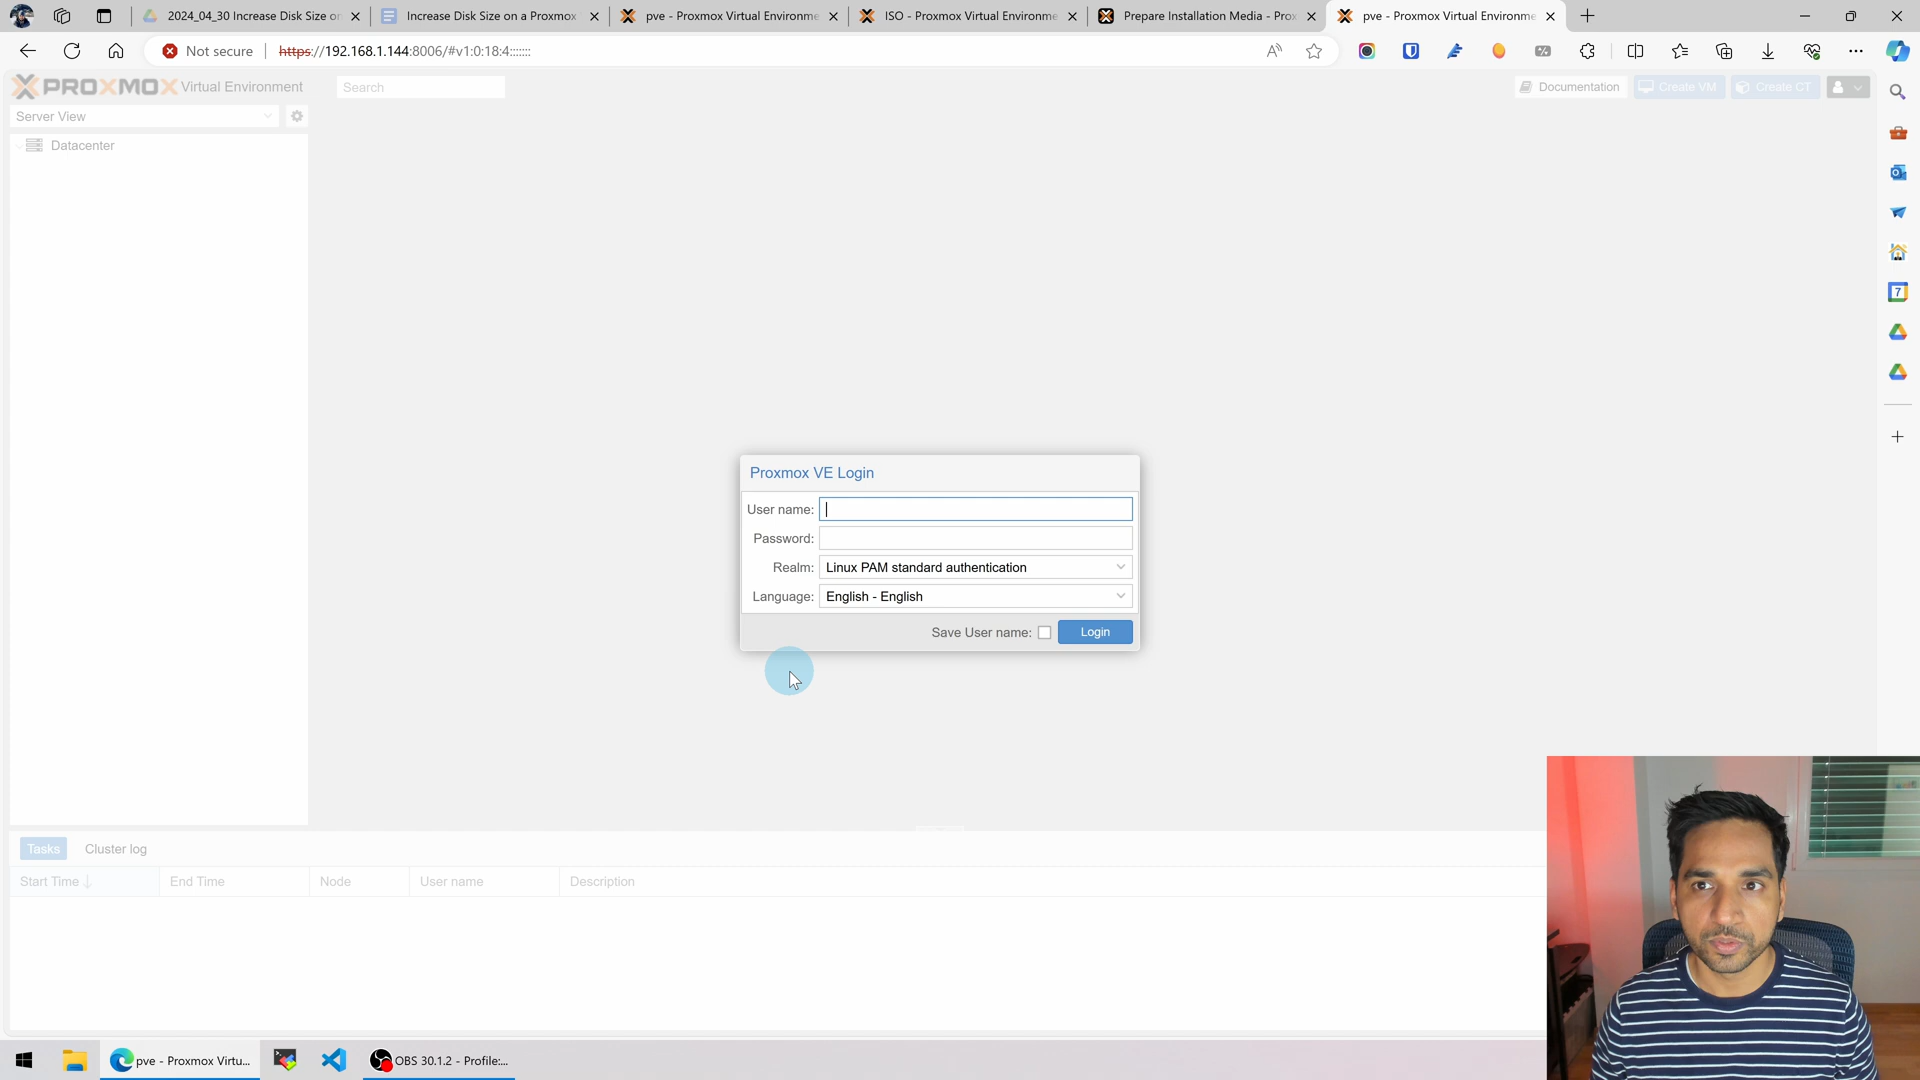 2024_04_30 Increase Disk Size or
Increase Disk Size on a Proxmox
pve - Proxmox Virtual Environme
ISO - Proxmox Virtual Environme
Prepare Installation Media - Prox
pve - Proxmox Virtual Environme
Not secure
https://192.168.1.144:8006/#v1:0:18:4:::::::
PROXMOX Virtual Environment
Search
Documentation
Create VM
Create CT
Server View
Datacenter
Proxmox VE Login
User name:
Password:
Realm: Linux PAM standard authentication
Language: English - English
Save User name:
Login
Tasks
Cluster log
Start Time
End Time
Node
User name
Description
pve - Proxmox Virtu...
OBS 30.1.2 - Profile:...
7